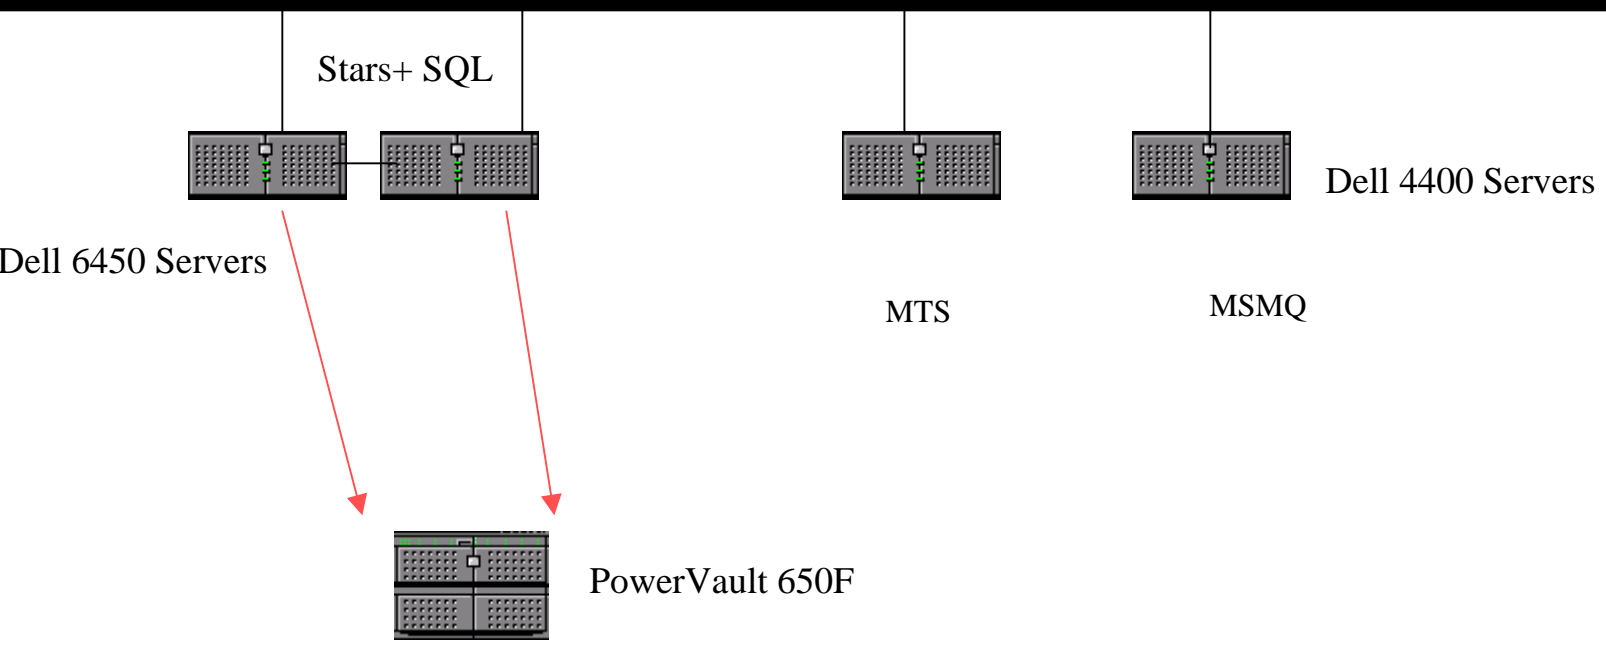 Stars+ SQL
Dell 4400 Servers
Dell 6450 Servers
MTS
MSMQ
PowerVault 650F